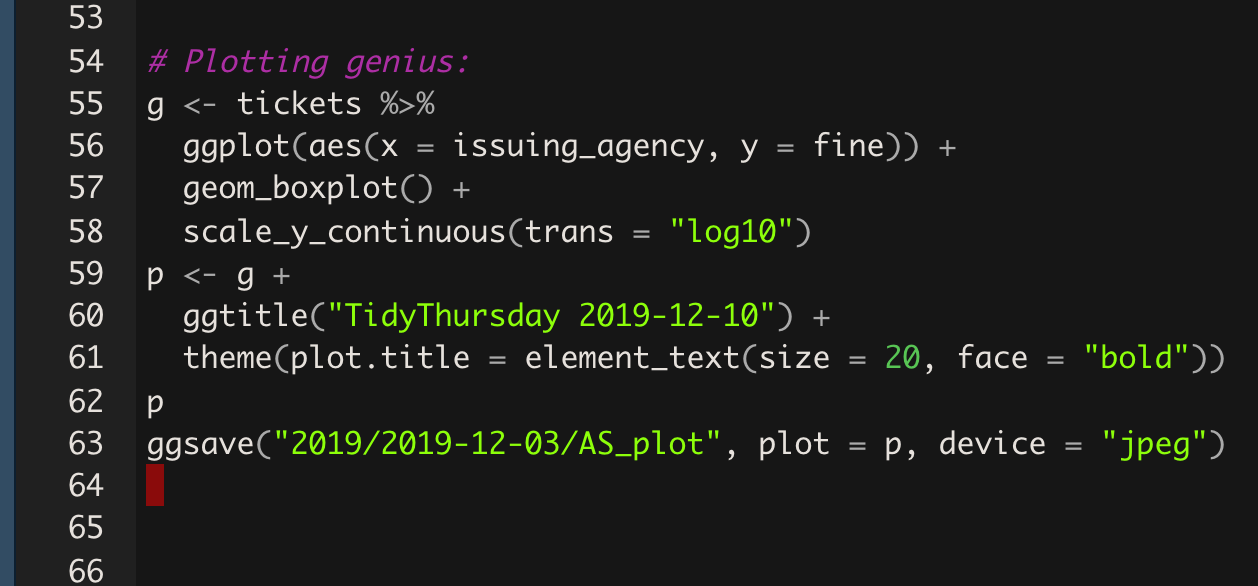 53
54 # Plotting genius:
55 g <- tickets %>%
56   ggplot(aes(x = issuing_agency, y = fine)) +
57   geom_boxplot() +
58   scale_y_continuous(trans = "log10")
59 p <- g +
60   ggtitle("TidyThursday 2019-12-10") +
61   theme(plot.title = element_text(size = 20, face = "bold"))
62 p
63 ggsave("2019/2019-12-03/AS_plot", plot = p, device = "jpeg")
64
65
66